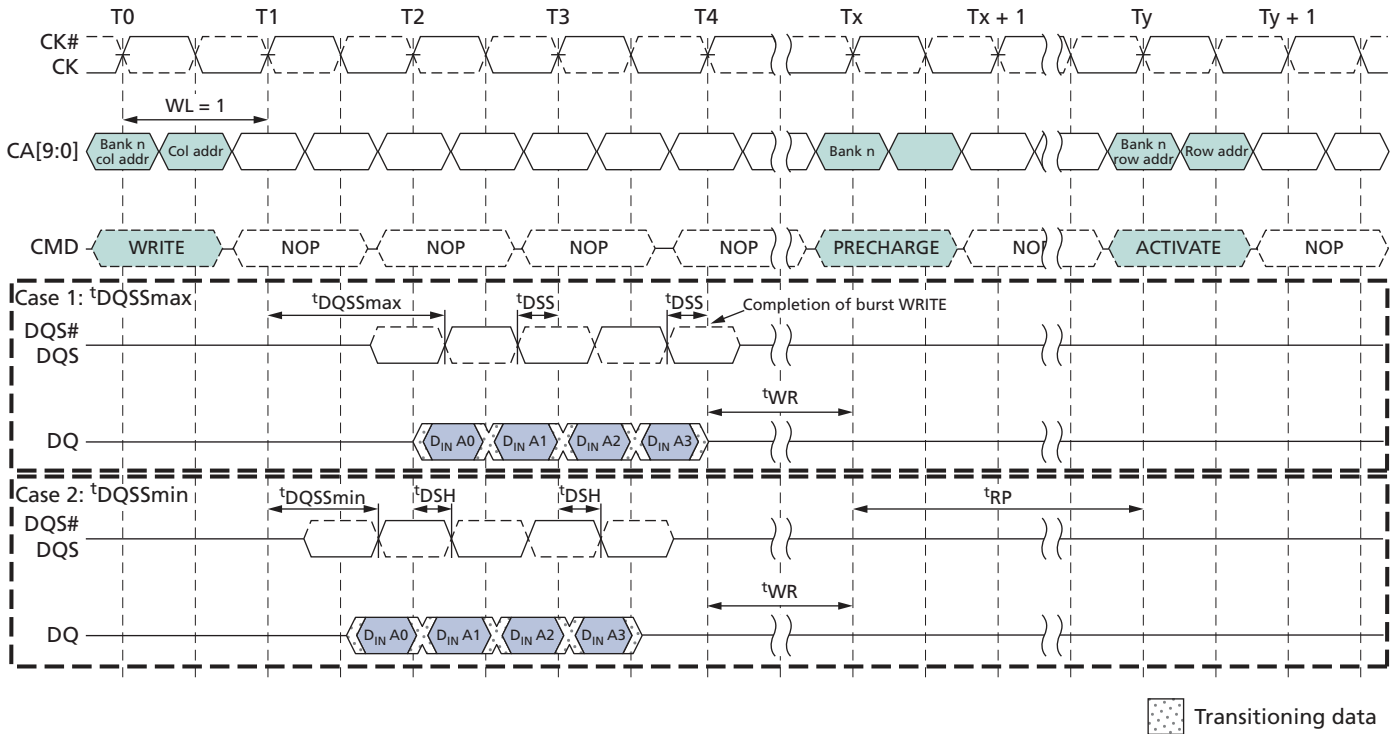 T0 T1 T2 T3 T4 Tx Tx + 1 Ty Ty + 1
CK#
CK
WL = 1
CA[9:0]
Bank n
col addr
Col addr
Bank n
Bank n
row addr
Row addr
CMD WRITE NOP NOP NOP NOP PRECHARGE NOP ACTIVATE NOP
Case 1: tDQSSmax
tDQSSmax tDSS tDSS Completion of burst WRITE
DQS#
DQS
tWR
DQ DIN A0 DIN A1 DIN A2 DIN A3
Case 2: tDQSSmin
tDQSSmin tDSH tDSH tRP
DQS#
DQS
tWR
DQ DIN A0 DIN A1 DIN A2 DIN A3
Transitioning data